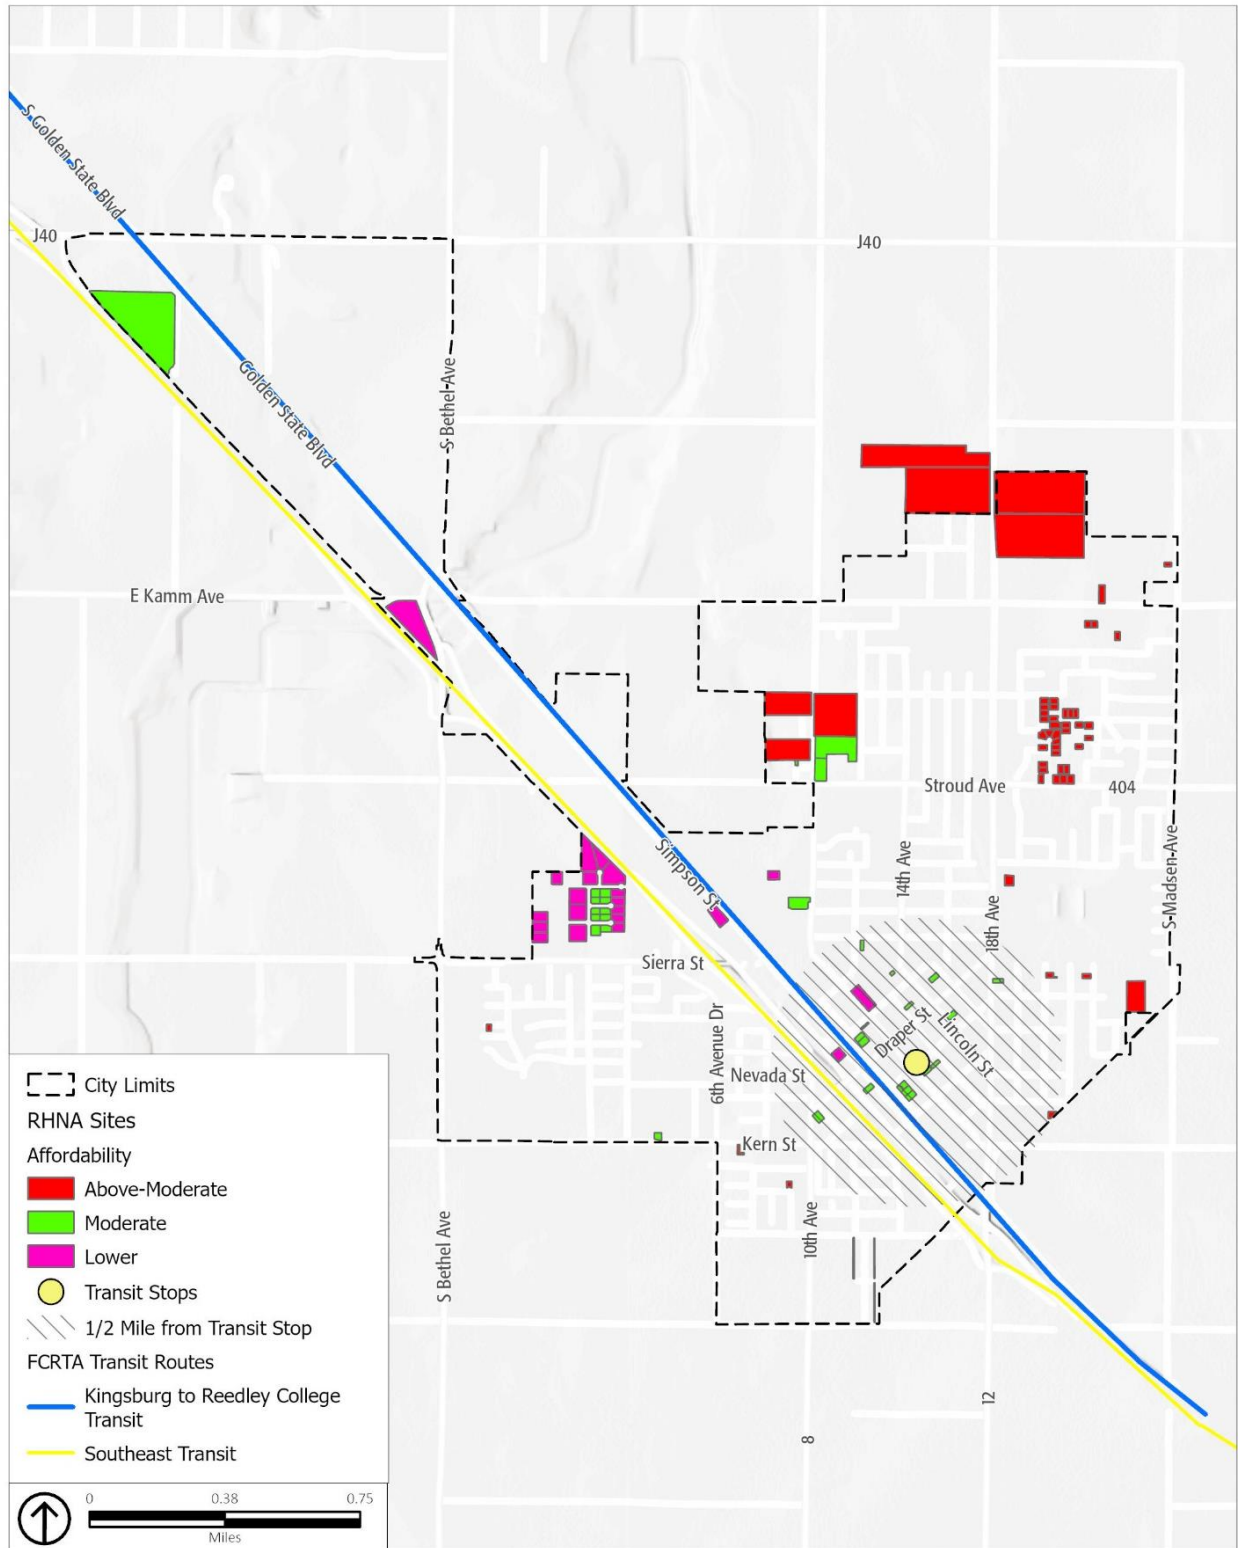 S Golden State Blvd
J40
J40
Golden State Blvd
S Bethel Ave
E Kamm Ave
Stroud Ave
404
Simpson St
14th Ave
S Madsen Ave
18th Ave
Sierra St
Draper St
Lincoln St
6th Avenue Dr
Nevada St
Kern St
10th Ave
S Bethel Ave
12
8
City Limits
RHNA Sites
Affordability
Above-Moderate
Moderate
Lower
Transit Stops
1/2 Mile from Transit Stop
FCRTA Transit Routes
Kingsburg to Reedley College
Transit
Southeast Transit
0 0.38 0.75
Miles